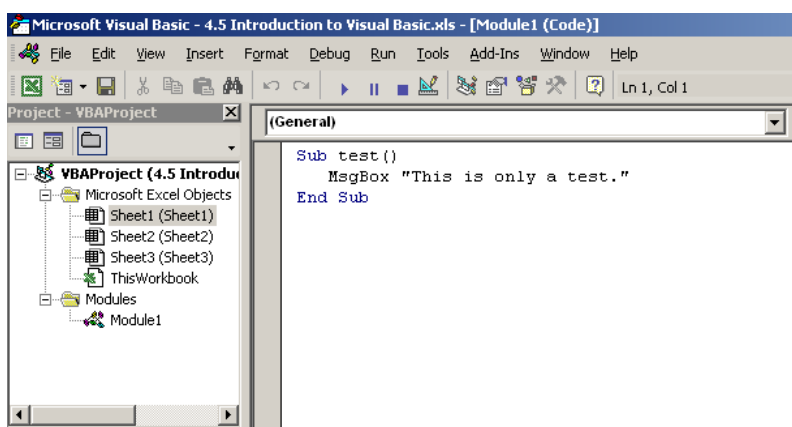 Microsoft Visual Basic - 4.5 Introduction to Visual Basic.xls - [Module1 (Code)]
File Edit View Insert Format Debug Run Tools Add-Ins Window Help
Ln 1, Col 1
Project - VBAProject
(General)
VBAProject (4.5 Introdu
Microsoft Excel Objects
Sheet1 (Sheet1)
Sheet2 (Sheet2)
Sheet3 (Sheet3)
ThisWorkbook
Modules
Module1
Sub test()
MsgBox "This is only a test."
End Sub